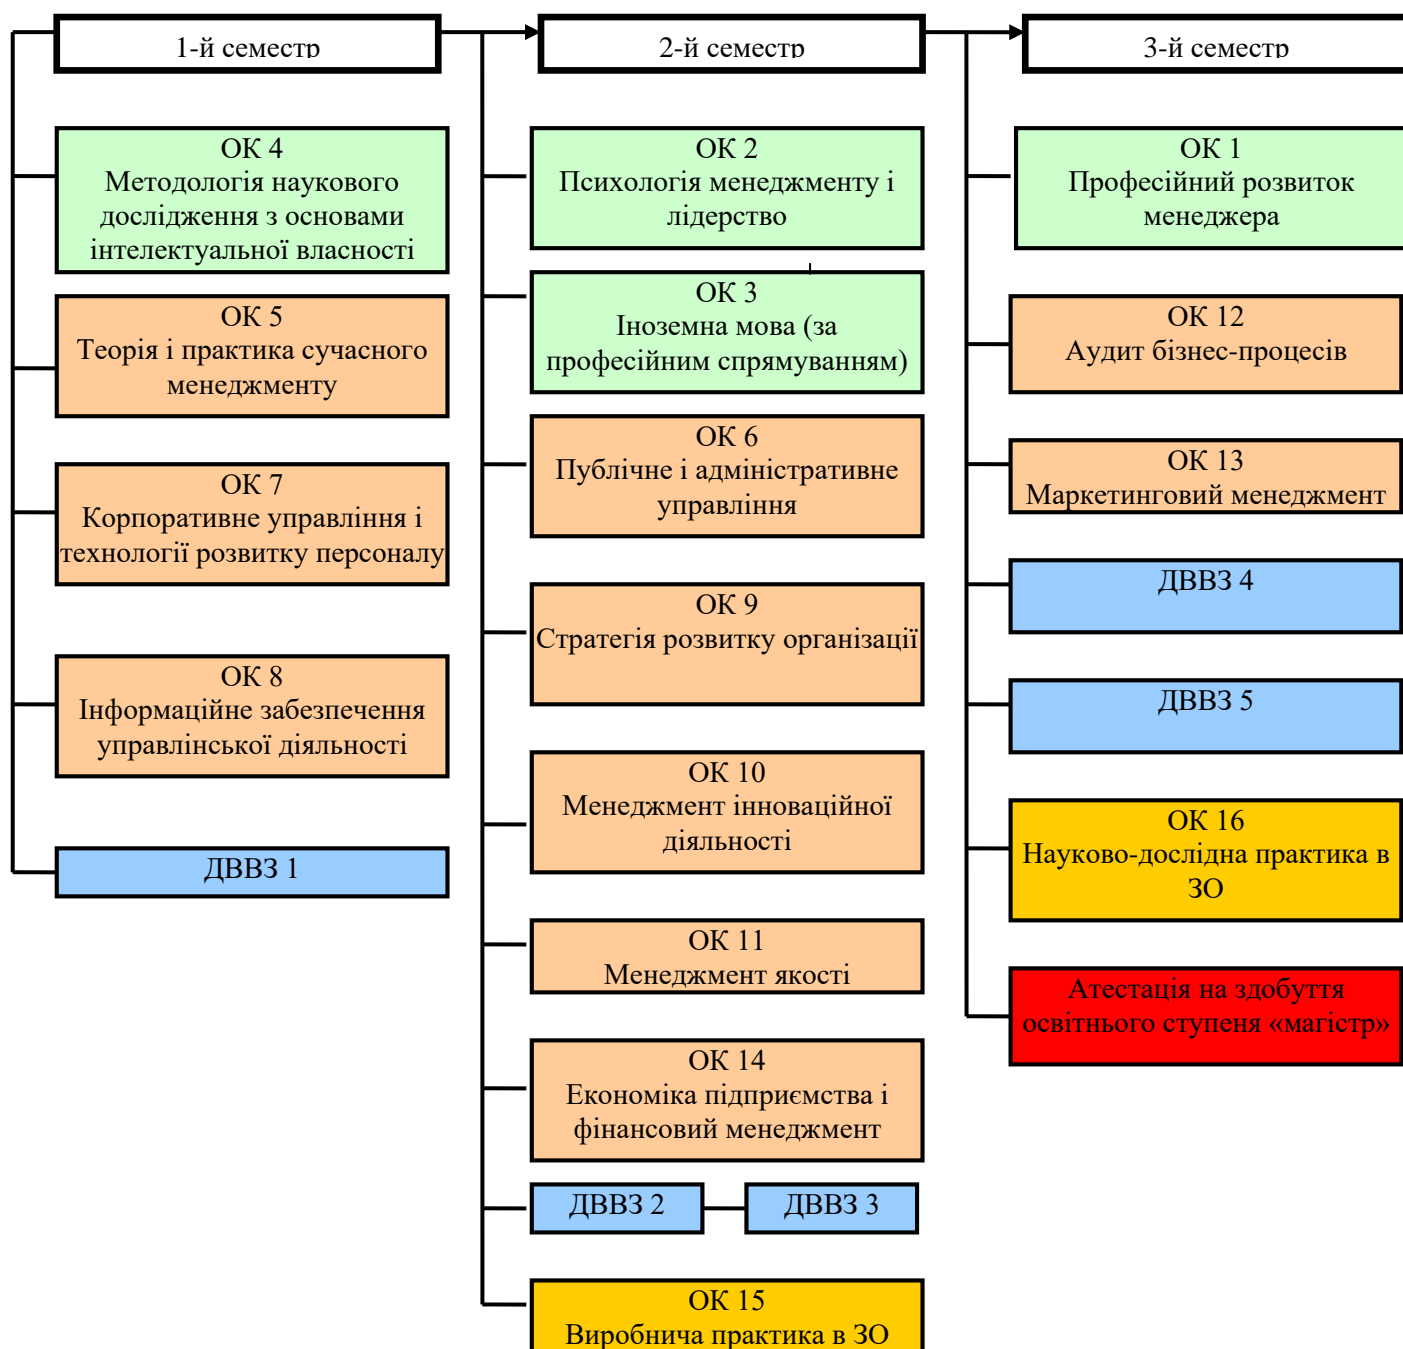 1-й семестр
2-й семестр
3-й семестр
ОК 4
Методологія наукового
дослідження з основами
інтелектуальної власності
ОК 5
Теорія і практика сучасного
менеджменту
ОК 7
Корпоративне управління і
технології розвитку персоналу
ОК 8
Інформаційне забезпечення
управлінської діяльності
ДВВЗ 1
ОК 2
Психологія менеджменту і
лідерство
ОК 3
Іноземна мова (за
професійним спрямуванням)
ОК 6
Публічне і адміністративне
управління
ОК 9
Стратегія розвитку організації
ОК 10
Менеджмент інноваційної
діяльності
ОК 11
Менеджмент якості
ОК 14
Економіка підприємства і
фінансовий менеджмент
ДВВЗ 2
ДВВЗ 3
ОК 15
Виробнича практика в ЗО
ОК 1
Професійний розвиток
менеджера
ОК 12
Аудит бізнес-процесів
ОК 13
Маркетинговий менеджмент
ДВВЗ 4
ДВВЗ 5
ОК 16
Науково-дослідна практика в
ЗО
Атестація на здобуття
освітнього ступеня «магістр»